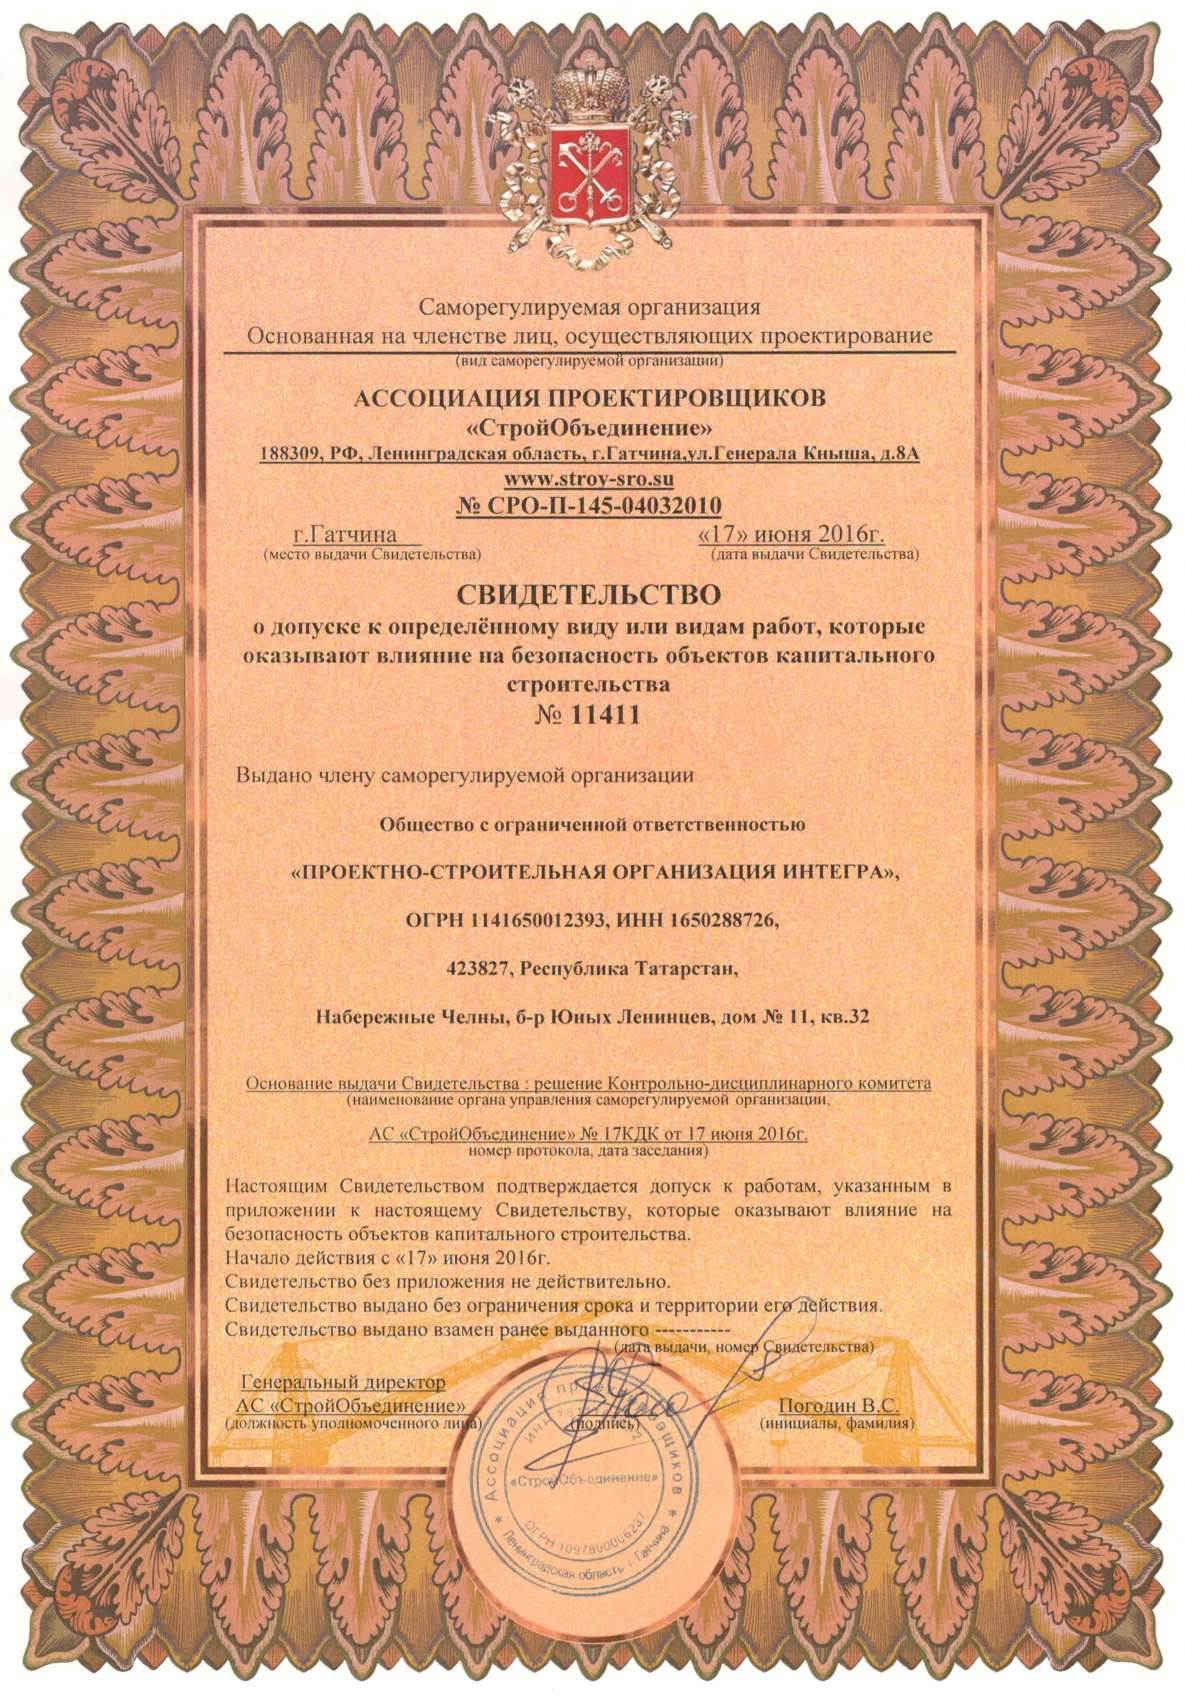 Саморегулируемая организация
Основанная на членстве лиц, осуществляющих проектирование
(вид саморегулируемой организации)
АССОЦИАЦИЯ ПРОЕКТИРОВЩИКОВ
«СтройОбъединение»
188309, РФ, Ленинградская область, г.Гатчина,ул.Генерала Кныша, д.8А
www.stroy-sro.su
№ СРО-П-145-04032010
г.Гатчина «17» июня 2016г.
(место выдачи Свидетельства) (дата выдачи Свидетельства)
СВИДЕТЕЛЬСТВО
о допуске к определённому виду или видам работ, которые
оказывают влияние на безопасность объектов капитального
строительства
№ 11411
Выдано члену саморегулируемой организации
Общество с ограниченной ответственностью
«ПРОЕКТНО-СТРОИТЕЛЬНАЯ ОРГАНИЗАЦИЯ ИНТЕГРА»,
ОГРН 1141650012393, ИНН 1650288726,
423827, Республика Татарстан,
Набережные Челны, б-р Юных Ленинцев, дом № 11, кв.32
Основание выдачи Свидетельства : решение Контрольно-дисциплинарного комитета
(наименование органа управления саморегулируемой организации,
АС «СтройОбъединение» № 17КДК от 17 июня 2016г.
номер протокола, дата заседания)
Настоящим Свидетельством подтверждается допуск к работам, указанным в
приложении к настоящему Свидетельству, которые оказывают влияние на
безопасность объектов капитального строительства.
Начало действия с «17» июня 2016г.
Свидетельство без приложения не действительно.
Свидетельство выдано без ограничения срока и территории его действия.
Свидетельство выдано взамен ранее выданного -----------
(дата выдачи, номер Свидетельства)
Генеральный директор
АС «СтройОбъединение» Погодин В.С.
(должность уполномоченного лица) (подпись) (инициалы, фамилия)
Ассоциация проектировщиков
ИНН
«СтройОбъединение»
ОГРН
Ленинградская область г. Гатчина